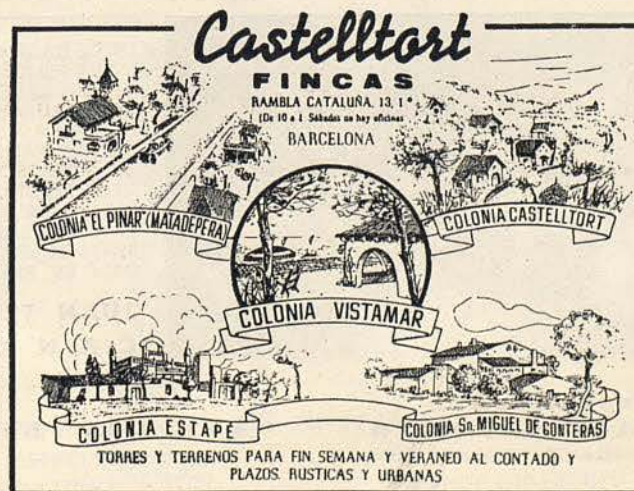 Castelltort
FINCAS
RAMBLA CATALUÑA, 13, 1°
(De 10 a 1 Sábados no hay oficinas
BARCELONA
COLONIA "EL PINAR" (MATADEPERA)
COLONIA CASTELLTORT
COLONIA VISTAMAR
COLONIA ESTAPÉ
COLONIA Sn. MIGUEL DE GONTERAS
TORRES Y TERRENOS PARA FIN SEMANA Y VERANEO AL CONTADO Y
PLAZOS. RUSTICAS Y URBANAS